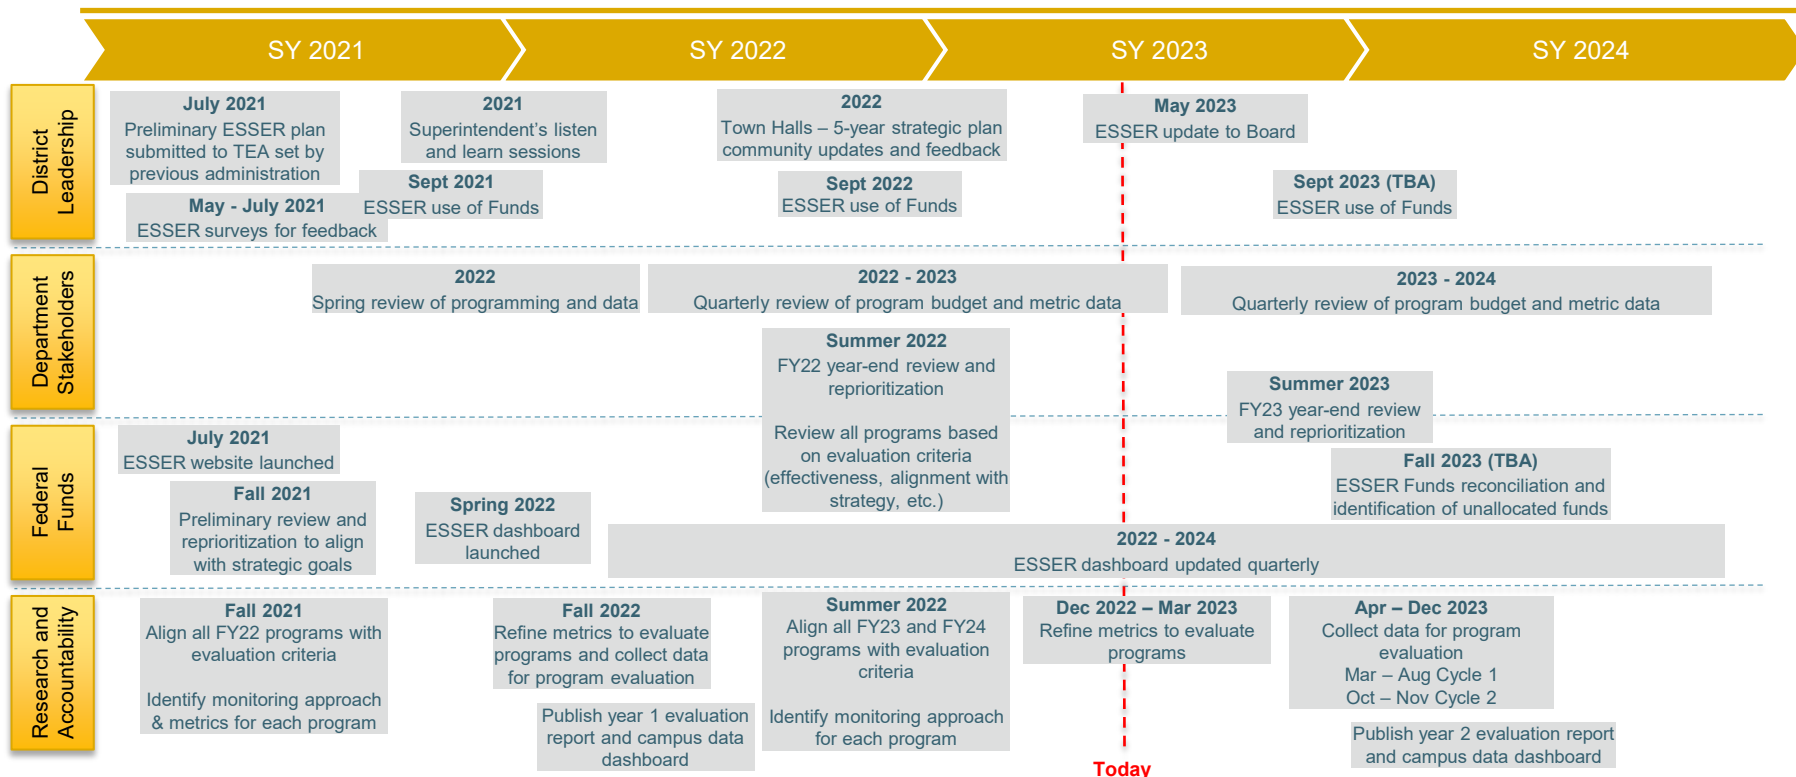 SY 2021
SY 2022
SY 2023
SY 2024
District
Leadership
July 2021
Preliminary ESSER plan
submitted to TEA set by
previous administration
May - July 2021
ESSER surveys for feedback
2021
Superintendent's listen
and learn sessions
Sept 2021
ESSER use of Funds
2022
Town Halls – 5-year strategic plan
community updates and feedback
Sept 2022
ESSER use of Funds
May 2023
ESSER update to Board
Sept 2023 (TBA)
ESSER use of Funds
Department
Stakeholders
2022
Spring review of programming and data
2022 - 2023
Quarterly review of program budget and metric data
2023 - 2024
Quarterly review of program budget and metric data
Summer 2022
FY22 year-end review and
reprioritization
Review all programs based
on evaluation criteria
(effectiveness, alignment with
strategy, etc.)
Summer 2023
FY23 year-end review
and reprioritization
Federal
Funds
July 2021
ESSER website launched
Fall 2021
Preliminary review and
reprioritization to align
with strategic goals
Spring 2022
ESSER dashboard
launched
Fall 2023 (TBA)
ESSER Funds reconciliation and
identification of unallocated funds
2022 - 2024
ESSER dashboard updated quarterly
Research and
Accountability
Fall 2021
Align all FY22 programs with
evaluation criteria
Identify monitoring approach
& metrics for each program
Fall 2022
Refine metrics to evaluate
programs and collect data
for program evaluation
Publish year 1 evaluation
report and campus data
dashboard
Summer 2022
Align all FY23 and FY24
programs with evaluation
criteria
Identify monitoring approach
for each program
Dec 2022 – Mar 2023
Refine metrics to evaluate
programs
Apr – Dec 2023
Collect data for program
evaluation
Mar – Aug Cycle 1
Oct – Nov Cycle 2
Publish year 2 evaluation report
and campus data dashboard
Today